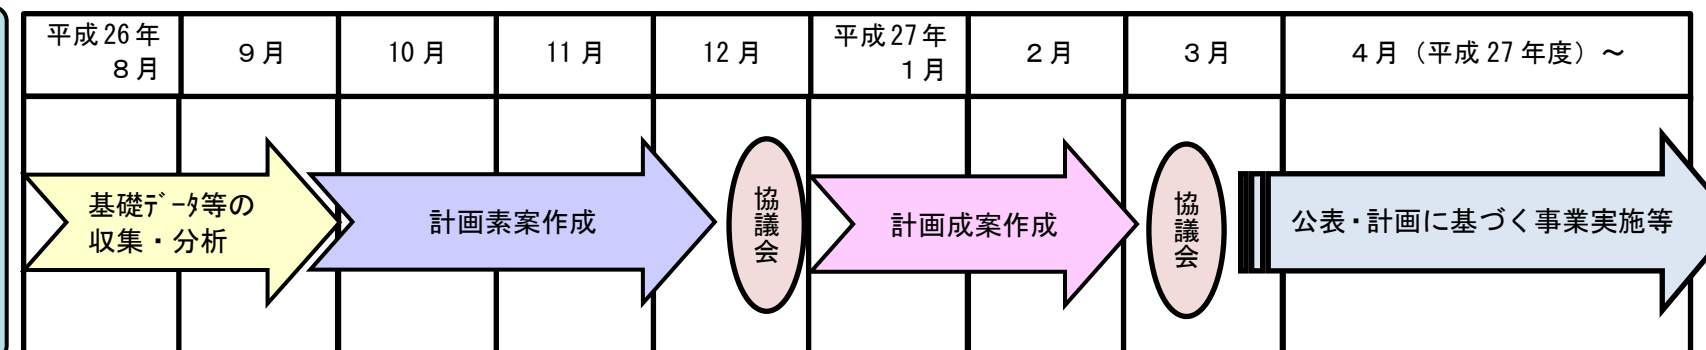 平成26年
8月
９月
10月
11月
12月
平成27年
１月
２月
３月
４月（平成27年度）～
基礎ﾃﾞｰﾀ等の
収集・分析
計画素案作成
協議会
計画成案作成
協議会
公表・計画に基づく事業実施等